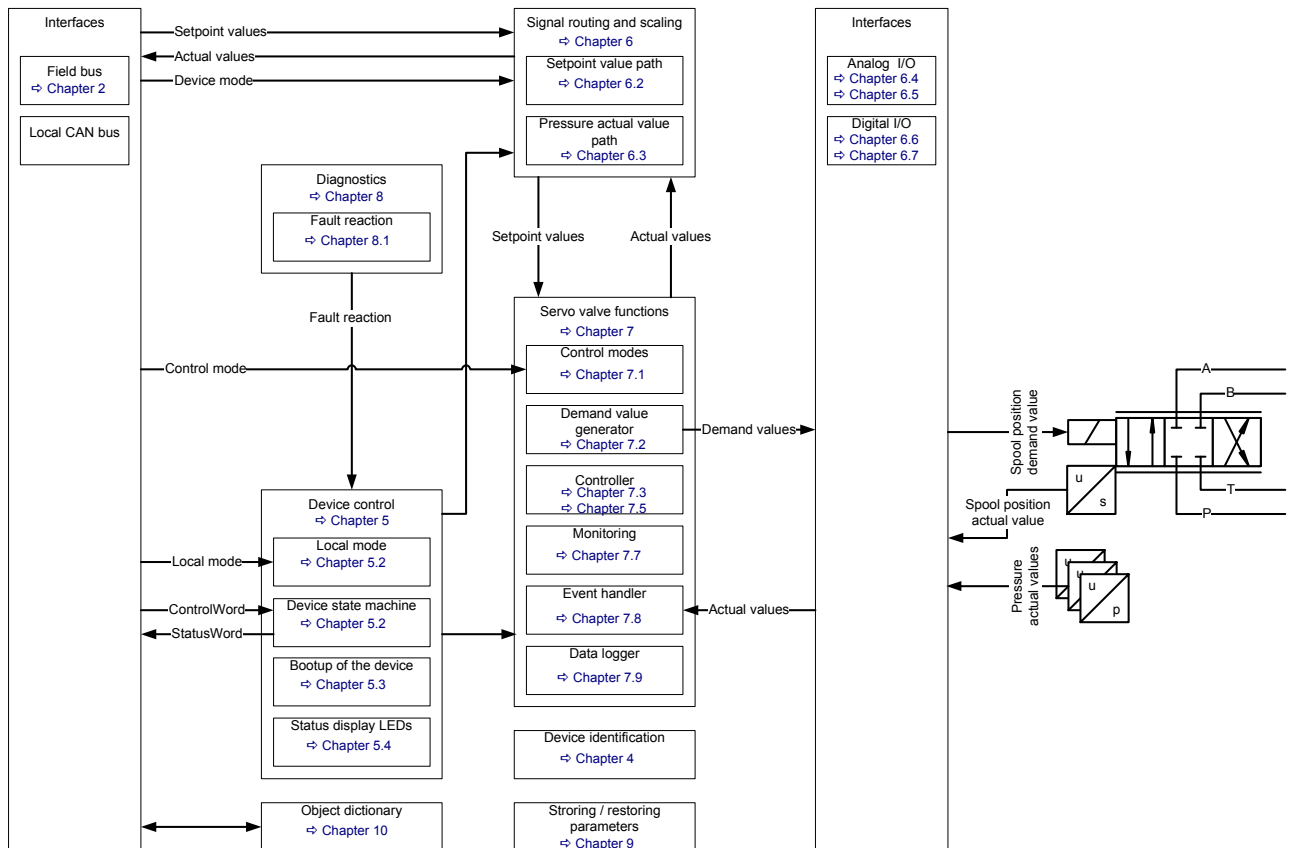 Interfaces
Field bus
⇨ Chapter 2
Local CAN bus
Setpoint values
Actual values
Device mode
Signal routing and scaling
⇨ Chapter 6
Setpoint value path
⇨ Chapter 6.2
Pressure actual value
path
⇨ Chapter 6.3
Interfaces
Analog I/O
⇨ Chapter 6.4
⇨ Chapter 6.5
Digital I/O
⇨ Chapter 6.6
⇨ Chapter 6.7
Diagnostics
⇨ Chapter 8
Fault reaction
⇨ Chapter 8.1
Setpoint values
Actual values
Fault reaction
Control mode
Servo valve functions
⇨ Chapter 7
Control modes
⇨ Chapter 7.1
Demand value
generator
⇨ Chapter 7.2
Controller
⇨ Chapter 7.3
⇨ Chapter 7.5
Monitoring
⇨ Chapter 7.7
Event handler
⇨ Chapter 7.8
Data logger
⇨ Chapter 7.9
Demand values
Actual values
Spool position
demand value
A
B
T
P
u
s
Spool position
actual value
Pressure
actual values
u
u
u
p
Device control
⇨ Chapter 5
Local mode
⇨ Chapter 5.2
Device state machine
⇨ Chapter 5.2
Bootup of the device
⇨ Chapter 5.3
Status display LEDs
⇨ Chapter 5.4
Local mode
ControlWord
StatusWord
Device identification
⇨ Chapter 4
Object dictionary
⇨ Chapter 10
Stroring / restoring
parameters
⇨ Chapter 9